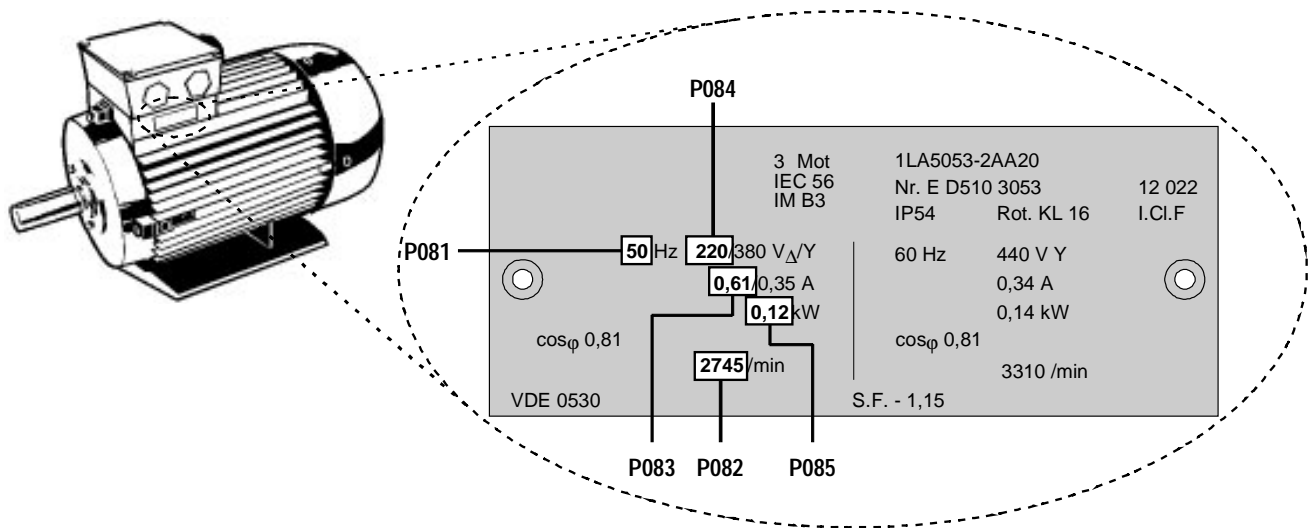 P084
3 Mot 1LA5053-2AA20
IEC 56 Nr. E D510 3053 12 022
IM B3 IP54 Rot. KL 16 I.Cl.F
P081 50 Hz 220/380 VΔ/Y 60 Hz 440 V Y
0,61/0,35 A 0,34 A
0,12 kW 0,14 kW
cosφ 0,81 cosφ 0,81
2745 /min 3310 /min
VDE 0530 S.F. - 1,15
P083 P082 P085